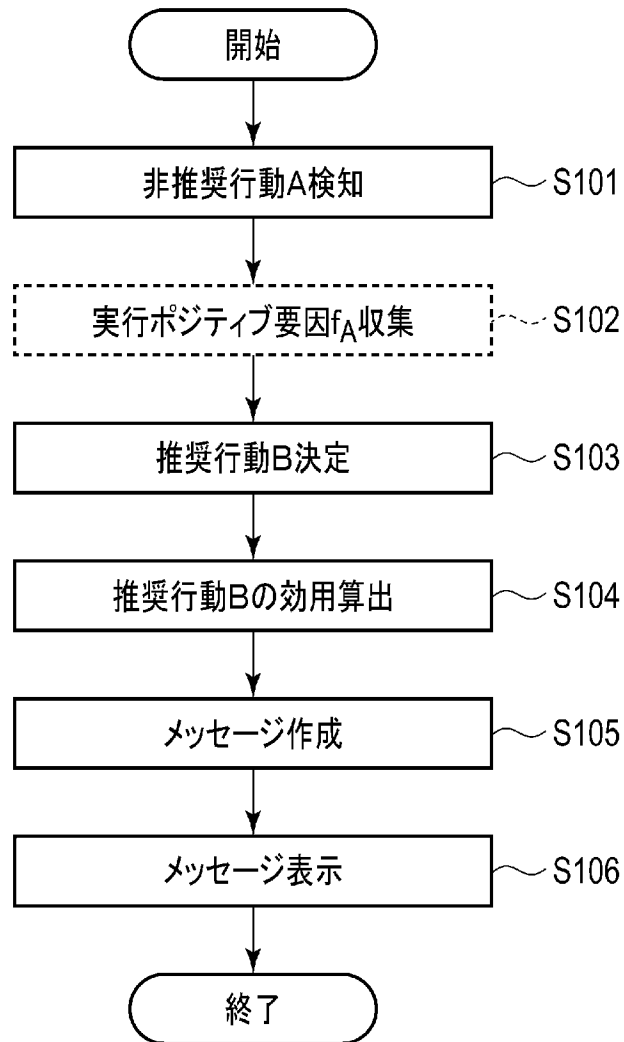 開始
非推奨行動A検知 S101
実行ポジティブ要因fA収集 S102
推奨行動B決定 S103
推奨行動Bの効用算出 S104
メッセージ作成 S105
メッセージ表示 S106
終了